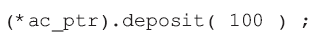 (*ac_ptr).deposit( 100 ) ;